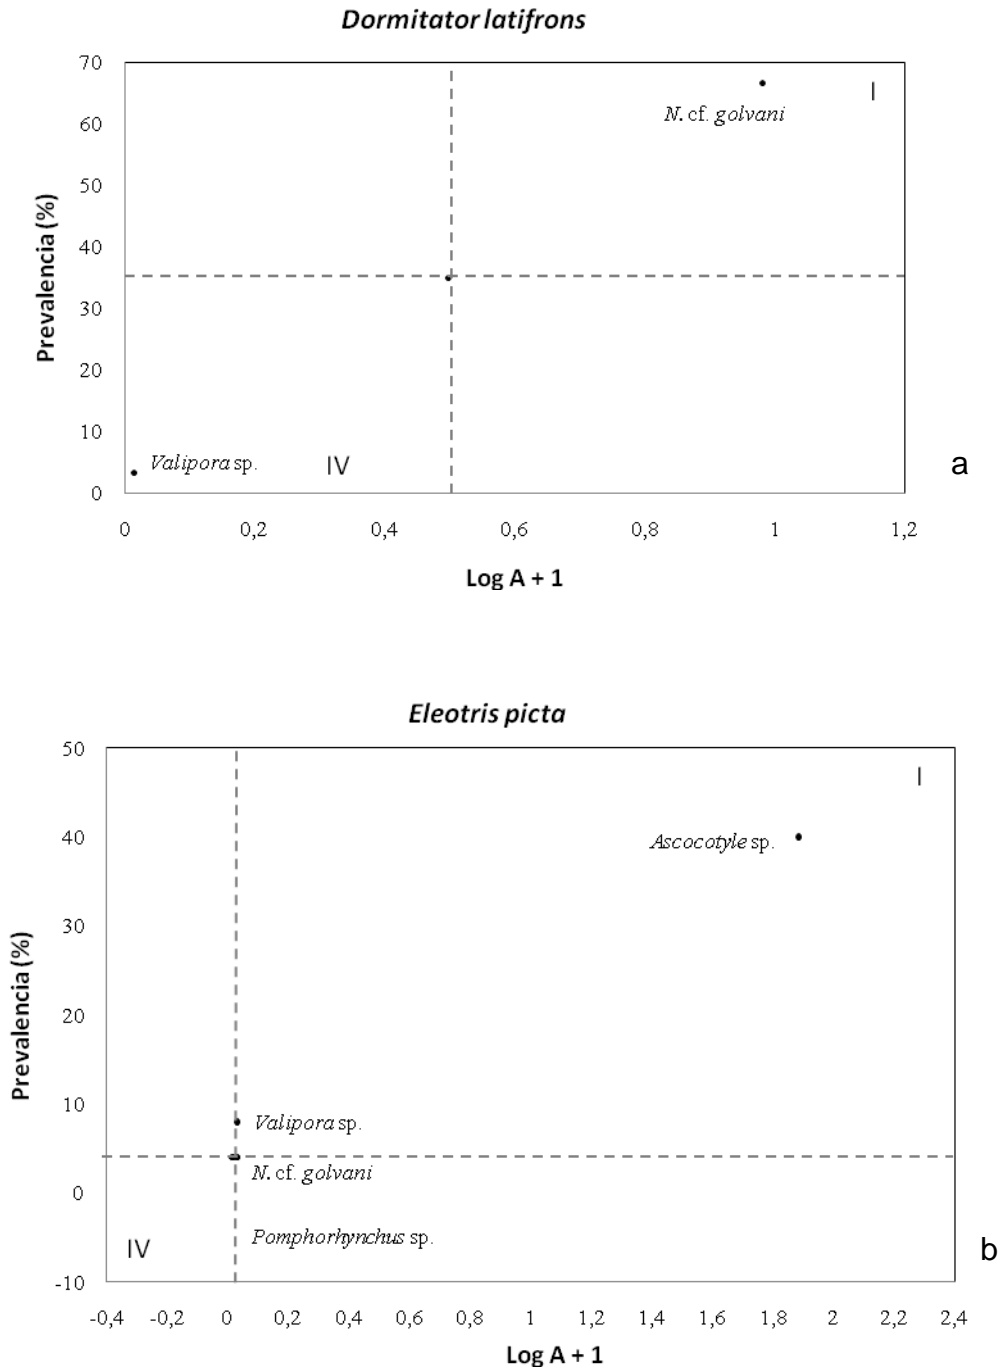 Dormitator latifrons
70
I
N. cf. golvani
60
50
Prevalencia (%)
40
30
20
10
Valipora sp.
IV
a
0
0
0,2
0,4
0,6
0,8
1
1,2
Log A + 1
Eleotris picta
50
I
40
Ascocotyle sp.
30
Prevalencia (%)
20
10
Valipora sp.
N. cf. golvani
0
Pomphorhynchus sp.
IV
b
-10
-0,4
-0,2
0
0,2
0,4
0,6
0,8
1
1,2
1,4
1,6
1,8
2
2,2
2,4
Log A + 1